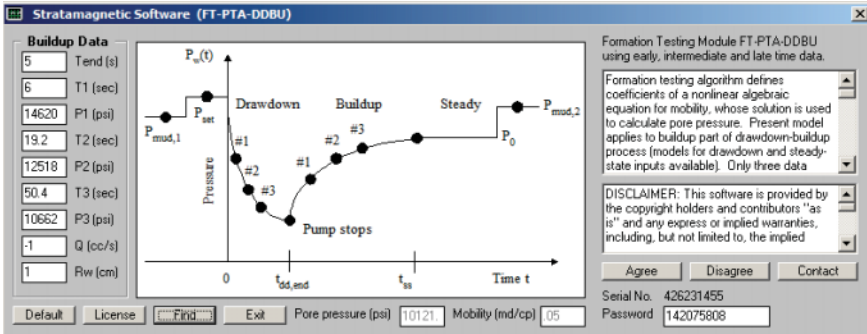 Stratamagnetic Software (FT-PTA-DDBU)
Buildup Data
5 Tend (s)
6 T1 (sec)
14620 P1 (psi)
19.2 T2 (sec)
12518 P2 (psi)
50.4 T3 (sec)
10662 P3 (psi)
-1 Q (cc/s)
1 Rw (cm)
Pw(t)
Drawdown
Buildup
Steady
Pmud,1
Pset
Pmud,2
P0
#1
#2
#3
#1
#2
#3
Pressure
Pump stops
0
tdd,end
tss
Time t
Formation Testing Module FT-PTA-DDBU
using early, intermediate and late time data.
Formation testing algorithm defines
coefficients of a nonlinear algebraic
equation for mobility, whose solution is used
to calculate pore pressure. Present model
applies to buildup part of drawdown-buildup
process (models for drawdown and steady-
state inputs available). Only three data
DISCLAIMER: This software is provided by
the copyright holders and contributors "as
is" and any express or implied warranties,
including, but not limited to, the implied
Agree Disagree Contact
Serial No. 426231455
Password 142075808
Default License Find Exit Pore pressure (psi) 10121. Mobility (md/cp) .05